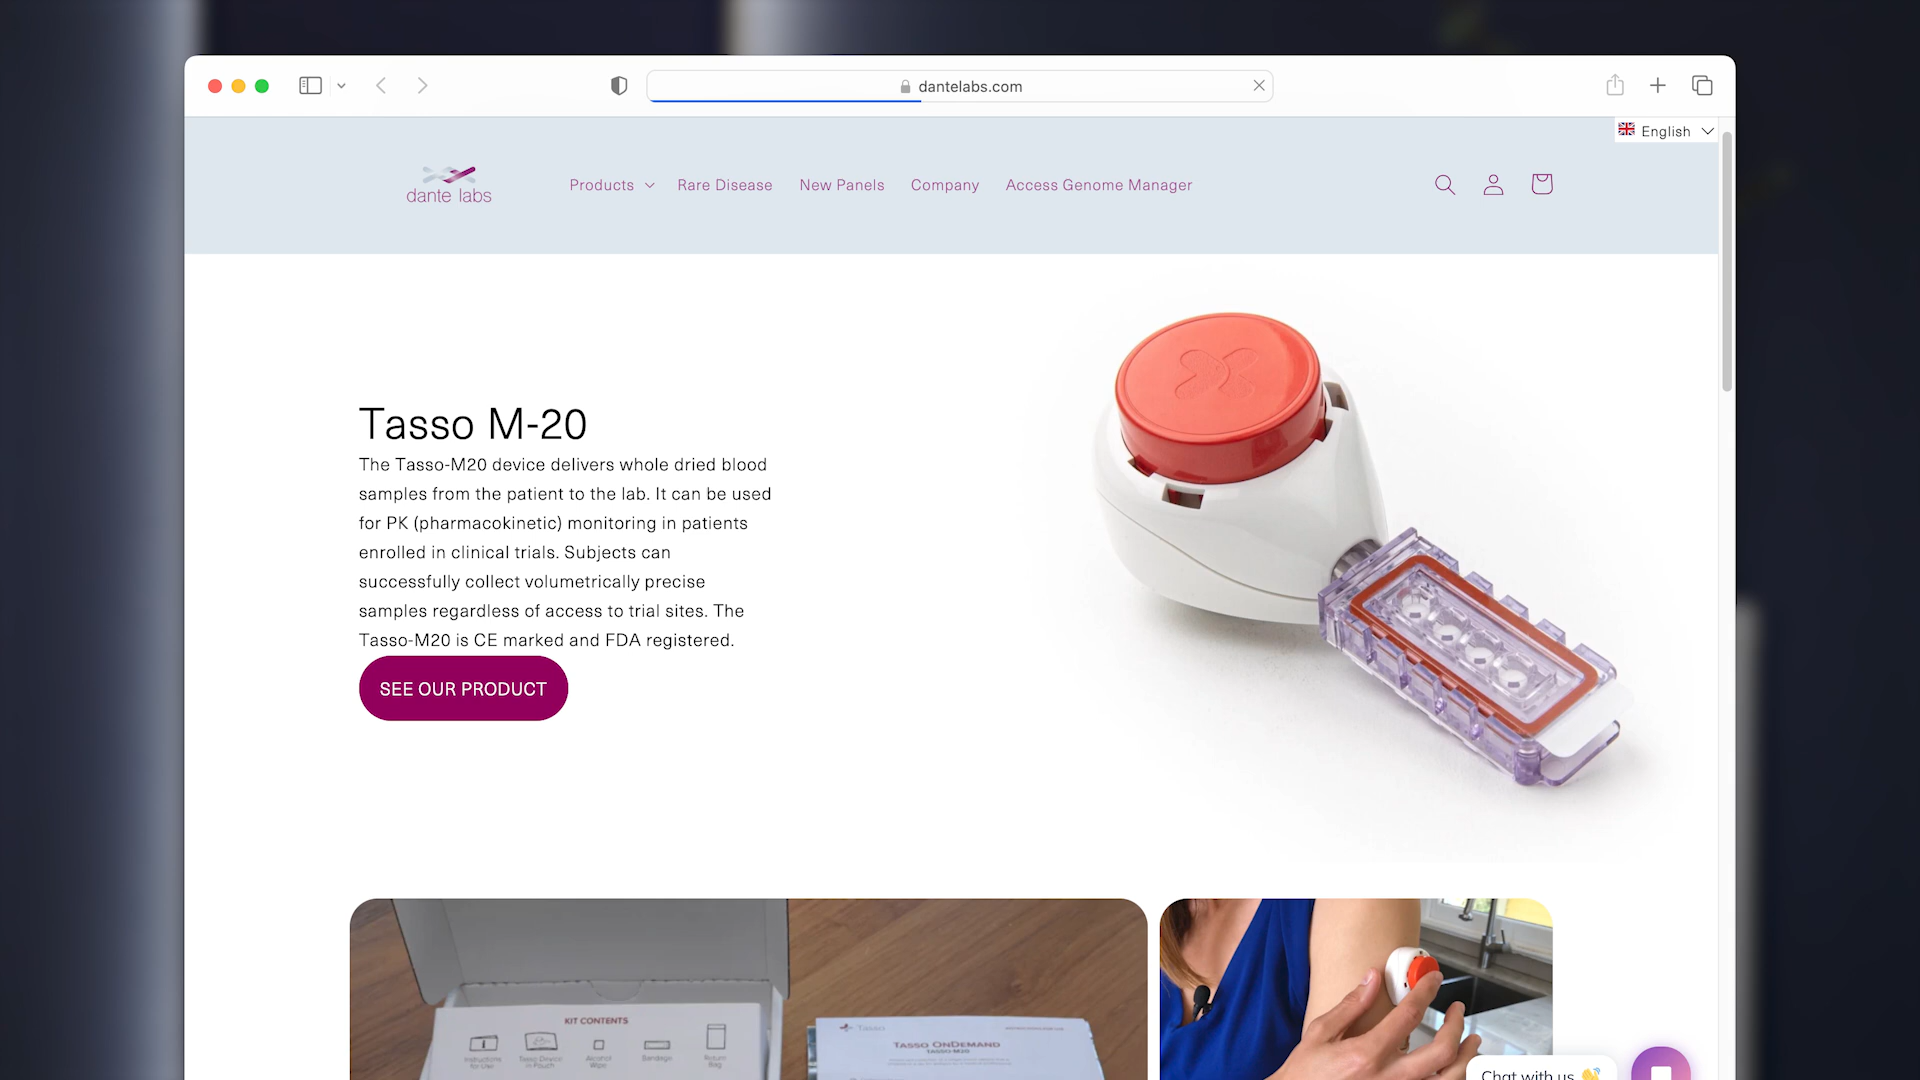 dantelabs.com
English
dante labs
Products
Rare Disease
New Panels
Company
Access Genome Manager
Tasso M-20
The Tasso-M20 device delivers whole dried blood
samples from the patient to the lab. It can be used
for PK (pharmacokinetic) monitoring in patients
enrolled in clinical trials. Subjects can
successfully collect volumetrically precise
samples regardless of access to trial sites. The
Tasso-M20 is CE marked and FDA registered.
SEE OUR PRODUCT
KIT CONTENTS
Instructions
for Use
Tasso Device
in Pouch
Alcohol
Wipe
Bandage
Return
Bag
Tasso
TASSO ONDEMAND
TASSO M20
Chat with us 👋